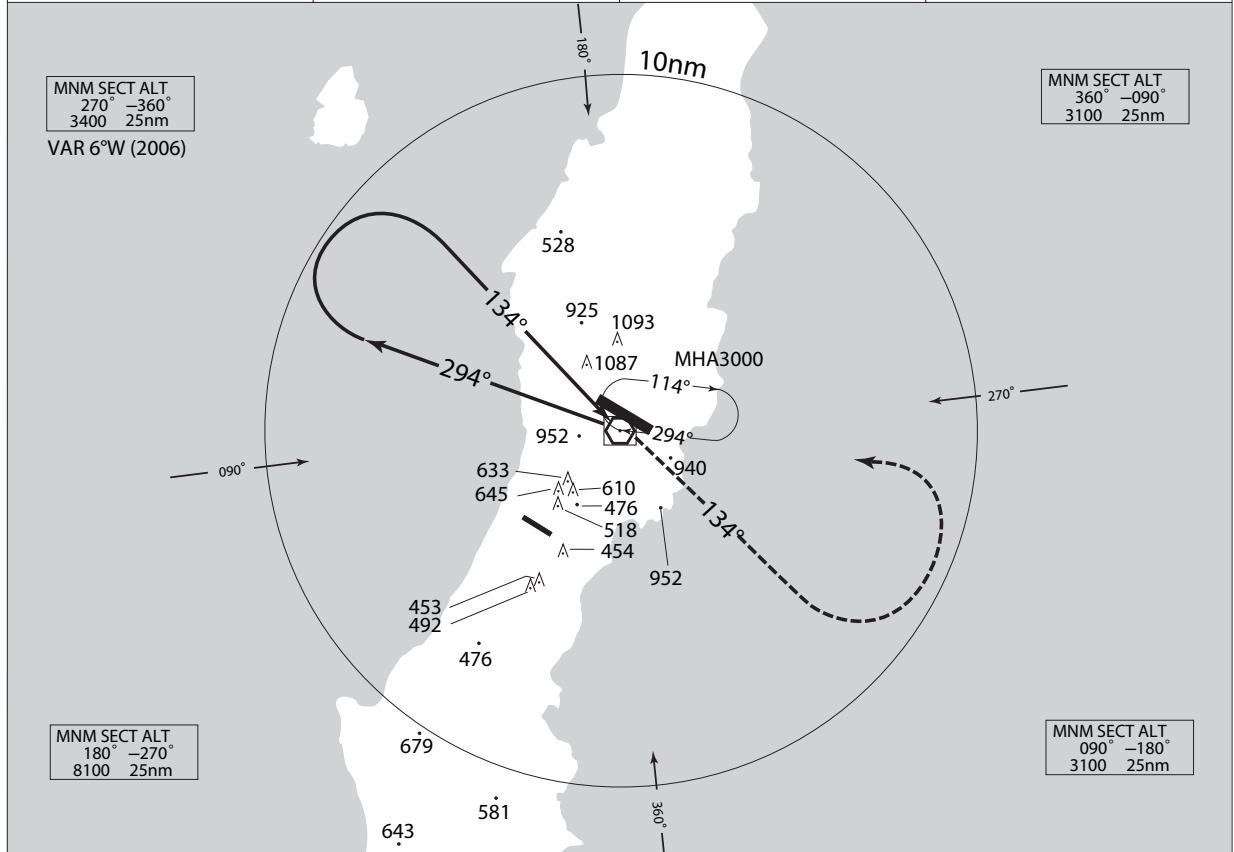 180°
10nm
MNM SECT ALT
270° –360°
3400 25nm
VAR 6°W (2006)
MNM SECT ALT
360° –090°
3100 25nm
528
134°
925
1093
1087
MHA3000
114°
294°
270°
294°
952
940
090°
633
645
610
476
518
134°
454
952
453
492
476
MNM SECT ALT
180° –270°
8100 25nm
679
MNM SECT ALT
090° –180°
3100 25nm
360°
581
643